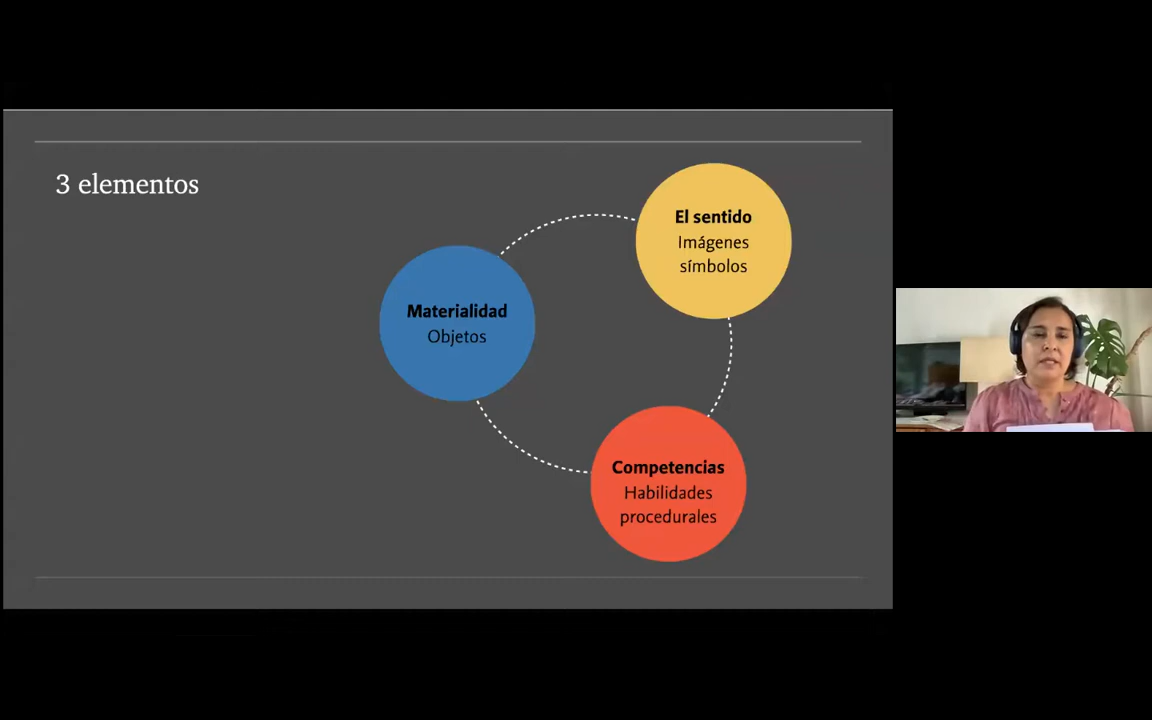 3 elementos
El sentido
Imágenes
símbolos
Materialidad
Objetos
Competencias
Habilidades
procedurales